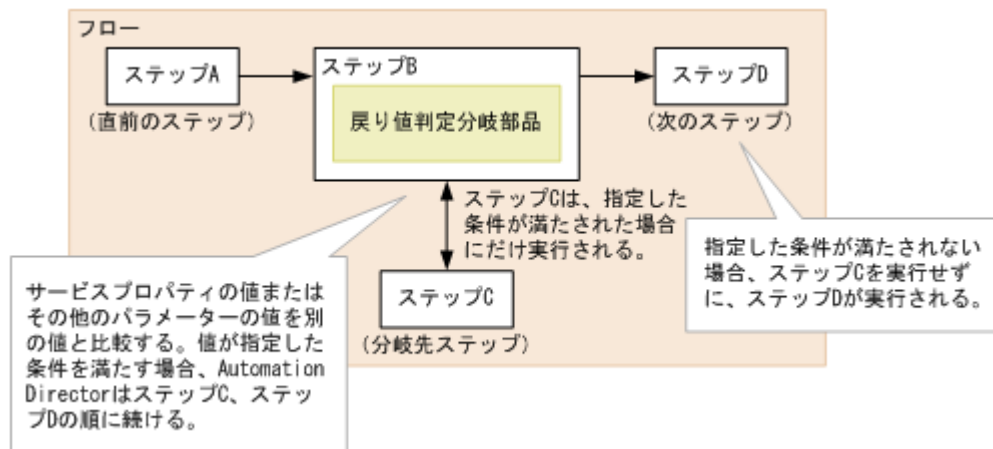 フロー
ステップA
(直前のステップ)
ステップB
戻り値判定分岐部品
ステップD
(次のステップ)
ステップCは、指定した
条件が満たされた場合
にだけ実行される。
ステップC
(分岐先ステップ)
サービスプロパティの値または
その他のパラメーターの値を別
の値と比較する。値が指定した
条件を満たす場合、Automation
DirectorはステップC、ステッ
プDの順に続ける。
指定した条件が満たされない
場合、ステップCを実行せず
に、ステップDが実行される。